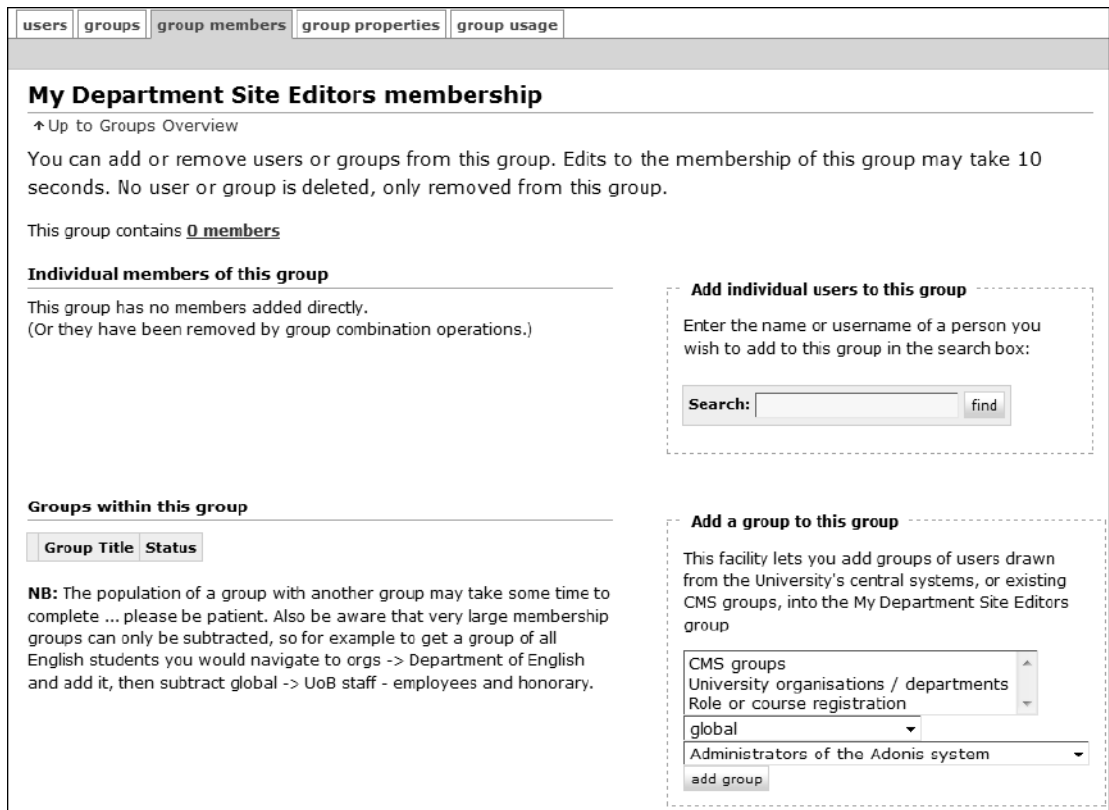 users groups group members group properties group usage
My Department Site Editors membership
↑Up to Groups Overview
You can add or remove users or groups from this group. Edits to the membership of this group may take 10
seconds. No user or group is deleted, only removed from this group.
This group contains 0 members
Individual members of this group
This group has no members added directly.
(Or they have been removed by group combination operations.)
Add individual users to this group
Enter the name or username of a person you
wish to add to this group in the search box:
Search: find
Groups within this group
Group Title Status
NB: The population of a group with another group may take some time to
complete ... please be patient. Also be aware that very large membership
groups can only be subtracted, so for example to get a group of all
English students you would navigate to orgs -> Department of English
and add it, then subtract global -> UoB staff - employees and honorary.
Add a group to this group
This facility lets you add groups of users drawn
from the University's central systems, or existing
CMS groups, into the My Department Site Editors
group
CMS groups
University organisations / departments
Role or course registration
global
Administrators of the Adonis system
add group